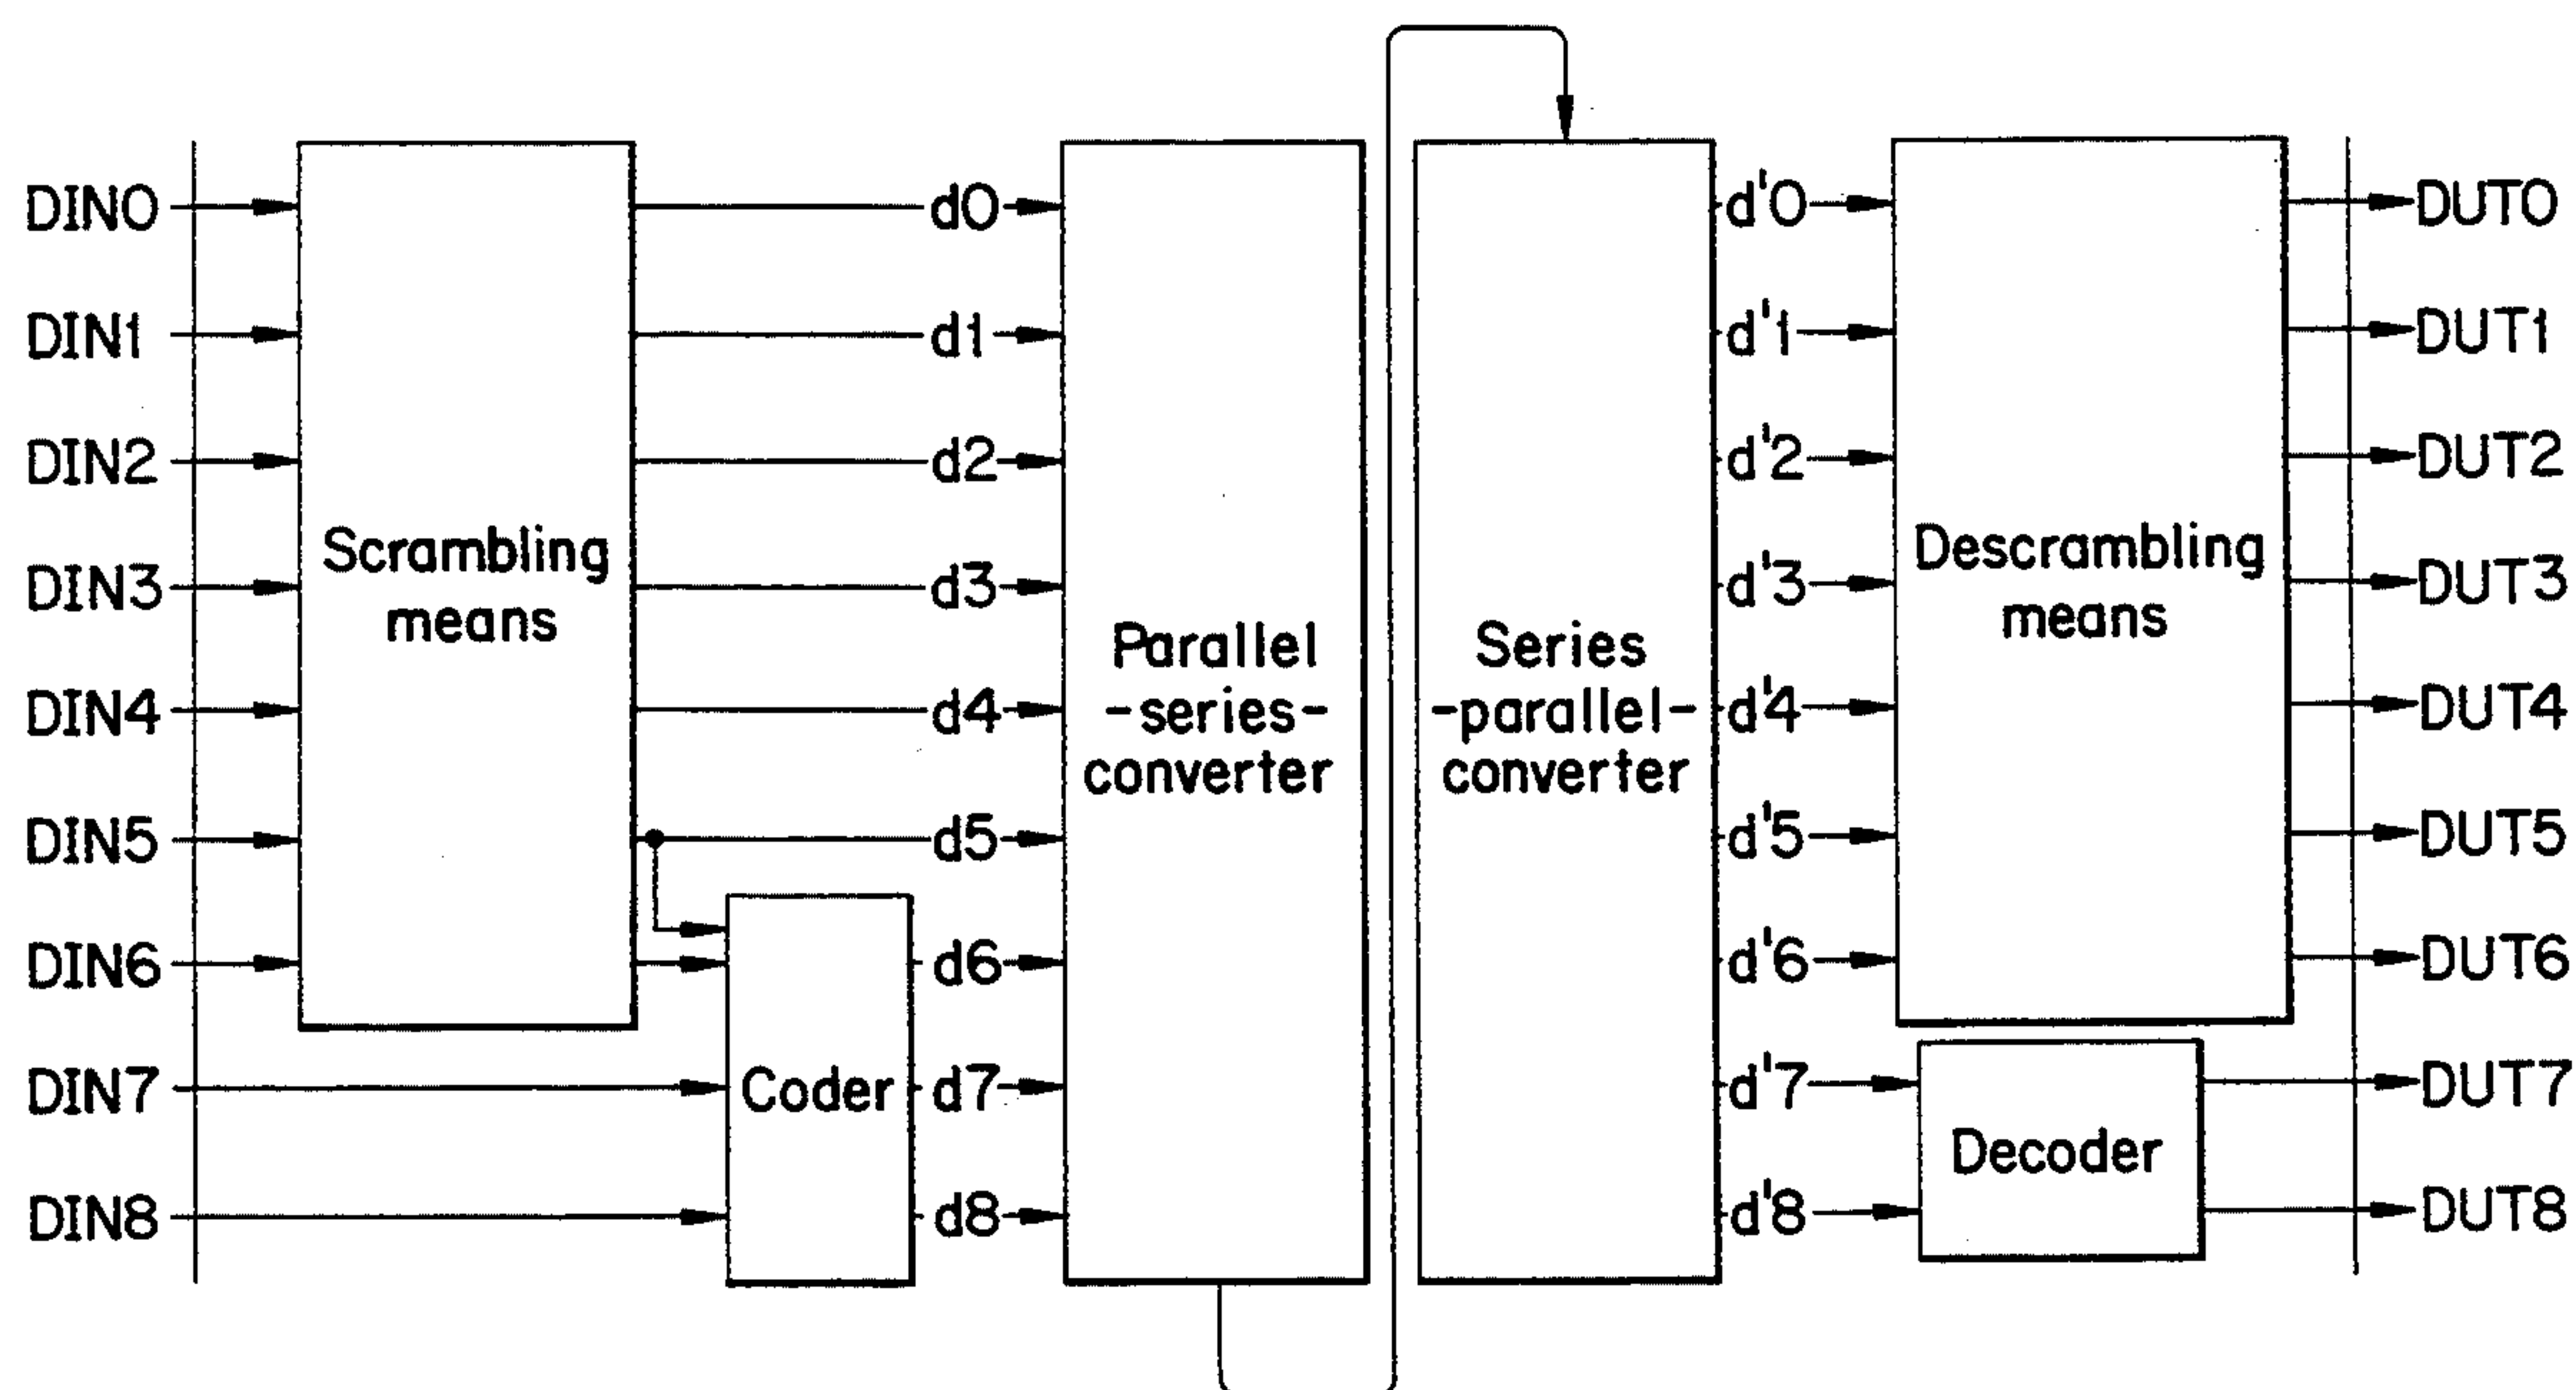 DIN0
DIN1
DIN2
DIN3
DIN4
DIN5
DIN6
DIN7
DIN8
Scrambling
means
Coder
d0
d1
d2
d3
d4
d5
d6
d7
d8
Parallel
-series-
converter
Series
-parallel-
converter
d'0
d'1
d'2
d'3
d'4
d'5
d'6
d'7
d'8
Descrambling
means
Decoder
DUT0
DUT1
DUT2
DUT3
DUT4
DUT5
DUT6
DUT7
DUT8